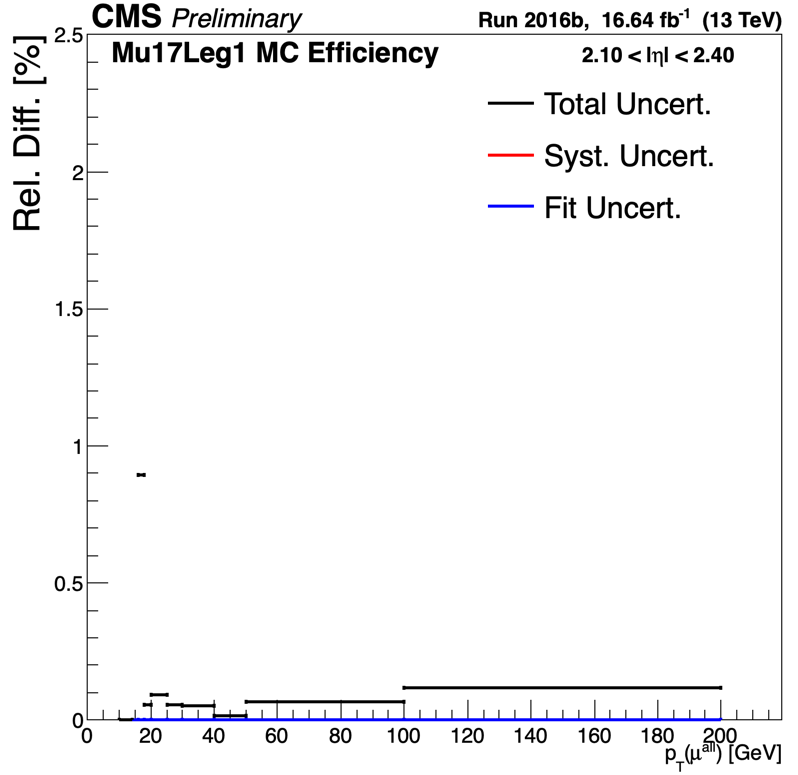 CMS Preliminary Run 2016b, 16.64 fb⁻¹ (13 TeV)
Mu17Leg1 MC Efficiency 2.10 < |η| < 2.40
Total Uncert.
Syst. Uncert.
Fit Uncert.
Rel. Diff. [%]
2.5
2
1.5
1
0.5
0
0 20 40 60 80 100 120 140 160 180 200
p_T(μ^all) [GeV]